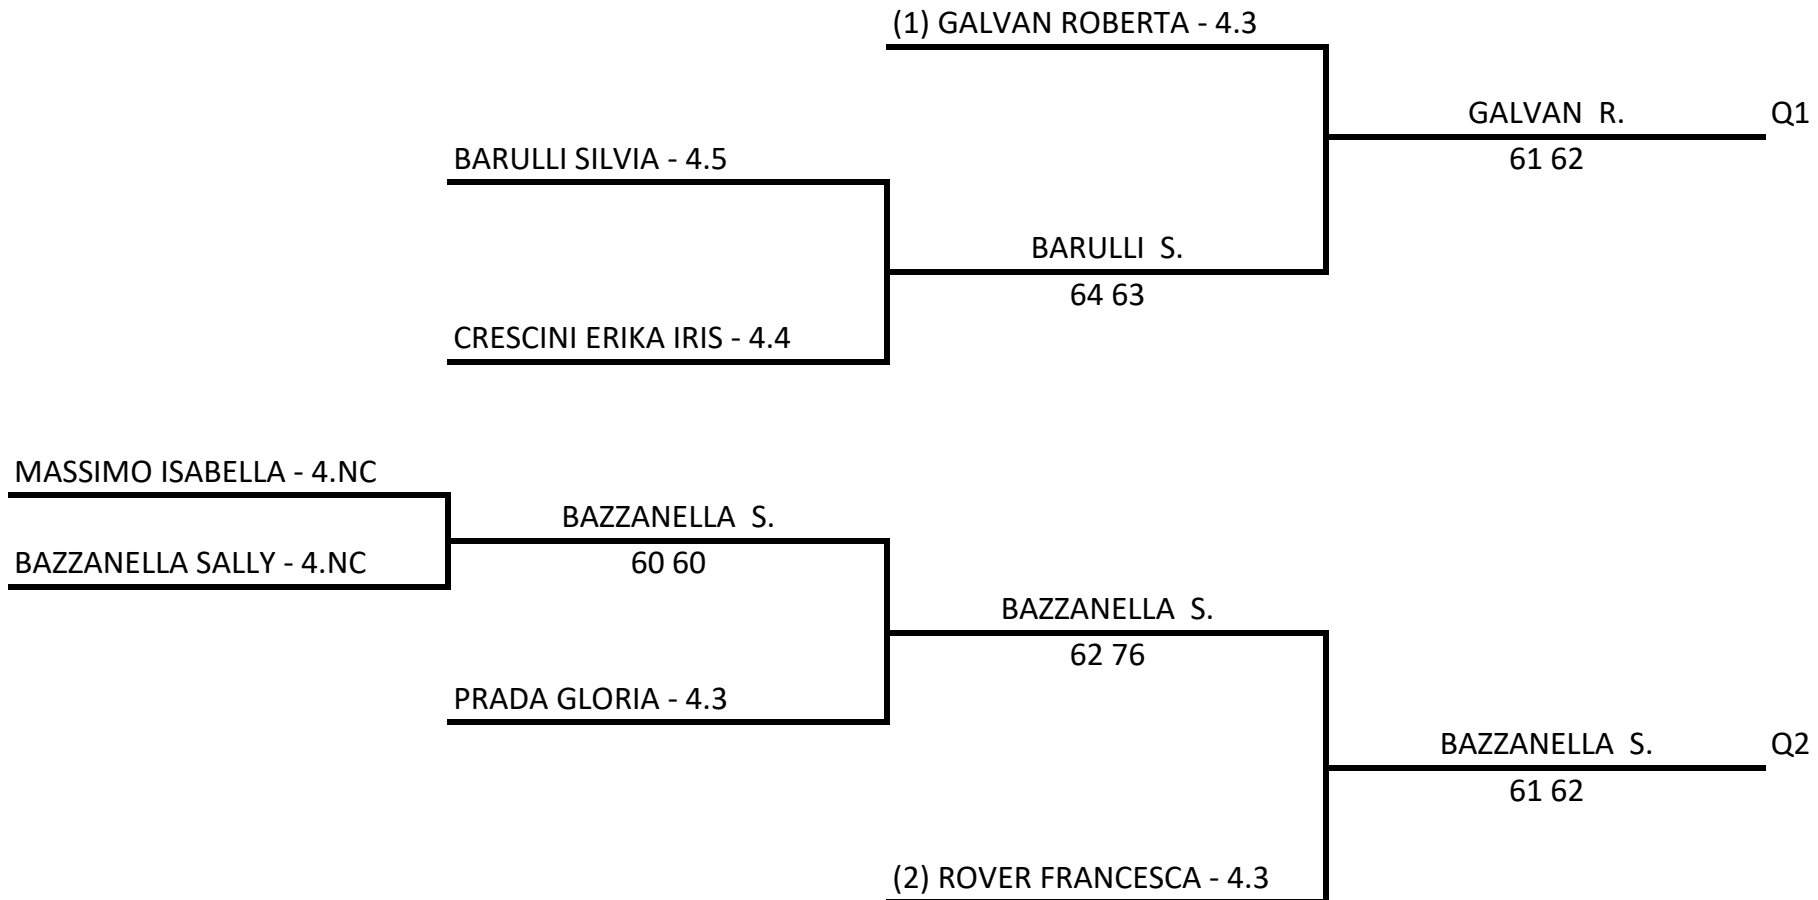 (1) GALVAN ROBERTA - 4.3
GALVAN R.
Q1
61 62
BARULLI SILVIA - 4.5
BARULLI S.
64 63
CRESCINI ERIKA IRIS - 4.4
MASSIMO ISABELLA - 4.NC
BAZZANELLA S.
60 60
BAZZANELLA SALLY - 4.NC
BAZZANELLA S.
62 76
PRADA GLORIA - 4.3
BAZZANELLA S.
Q2
61 62
(2) ROVER FRANCESCA - 4.3